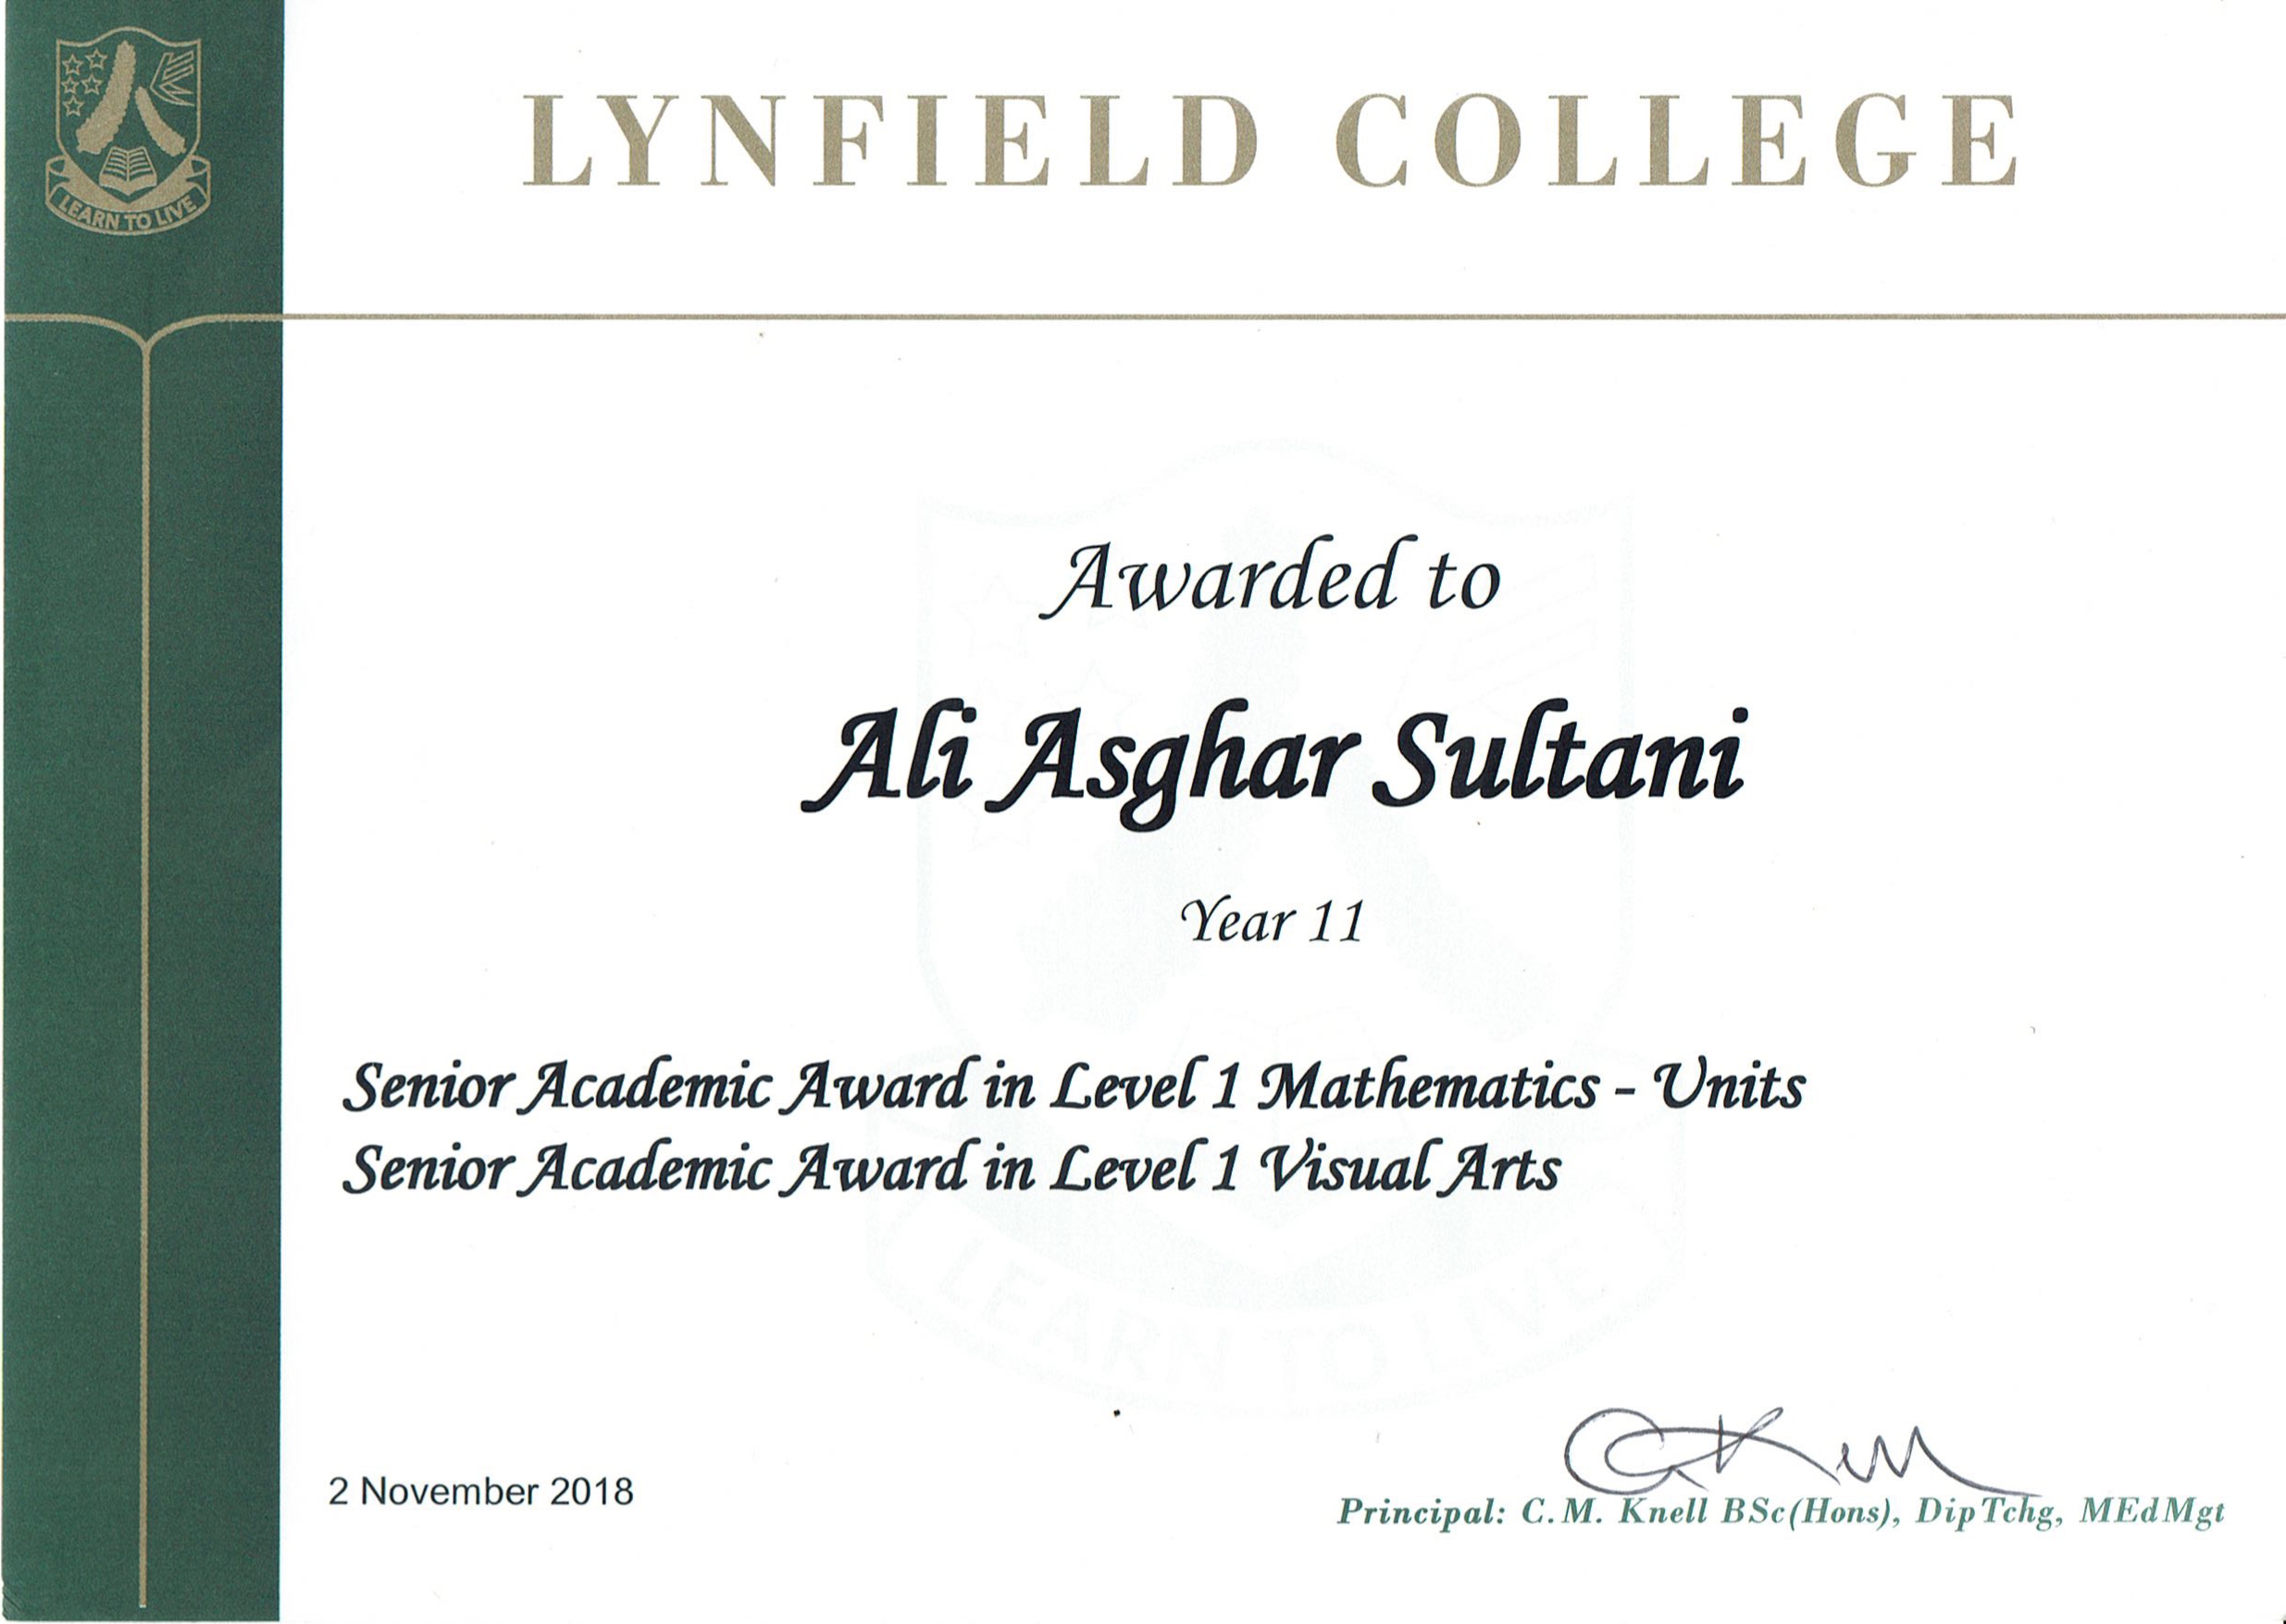 LEARN TO LIVE
LYNFIELD COLLEGE
Awarded to
Ali Asghar Sultani
Year 11
Senior Academic Award in Level 1 Mathematics - Units
Senior Academic Award in Level 1 Visual Arts
LEARN TO LIVE
2 November 2018
Principal: C.M. Knell BSc(Hons), DipTchg, MEdMgt